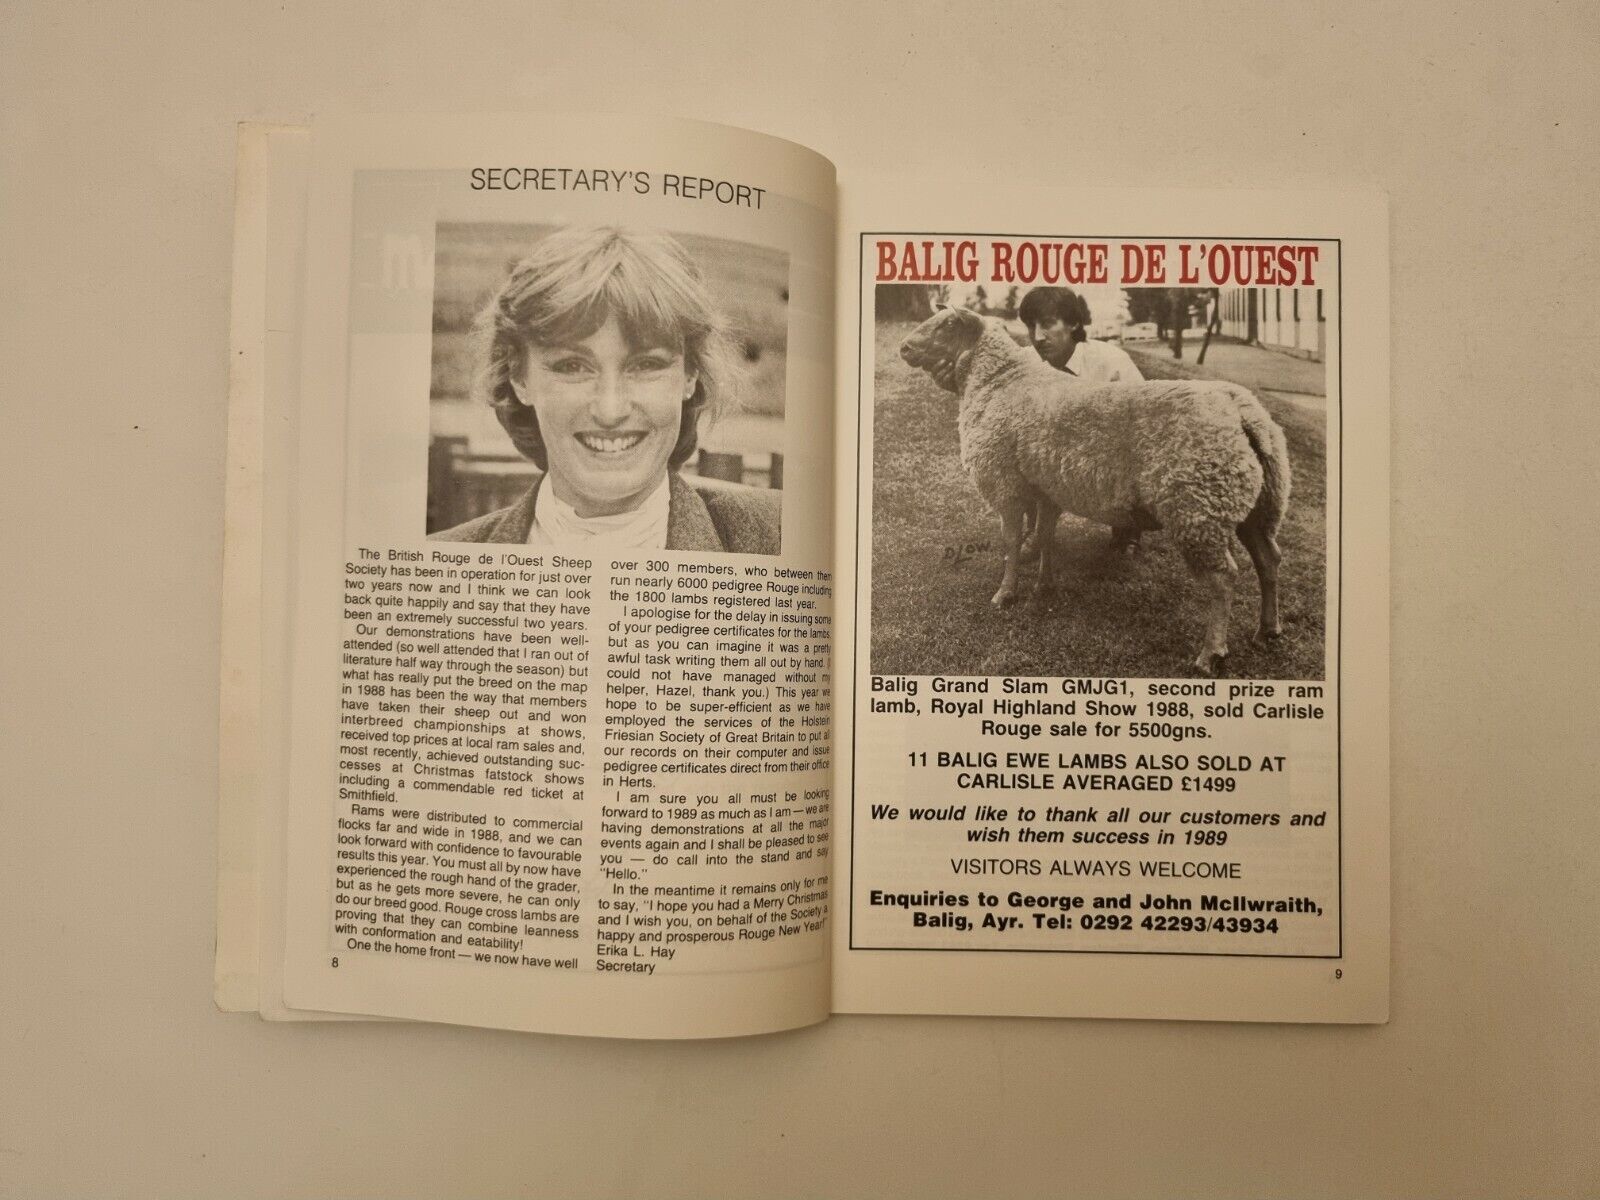 SECRETARY'S REPORT
The British Rouge de l'Ouest Sheep
Society has been in operation for just over
two years now and I think we can look
back quite happily and say that they have
been an extremely successful two years.
Our demonstrations have been well-
attended (so well attended that I ran out of
literature half way through the season) but
what has really put the breed on the map
in 1988 has been the way that members
have taken their sheep out and won
interbreed championships at shows,
received top prices at local ram sales and,
most recently, achieved outstanding suc-
cesses at Christmas fatstock shows
including a commendable red ticket at
Smithfield.
Rams were distributed to commercial
flocks far and wide in 1988, and we can
look forward with confidence to favourable
results this year. You must all by now have
experienced the rough hand of the grader,
but as he gets more severe, he can only
do our breed good. Rouge cross lambs are
proving that they can combine leanness
with conformation and eatability!
One the home front — we now have well
8
over 300 members, who between them
run nearly 6000 pedigree Rouge including
the 1800 lambs registered last year.
I apologise for the delay in issuing some
of your pedigree certificates for the lambs,
but as you can imagine it was a pretty
awful task writing them all out by hand. (I
could not have managed without my
helper, Hazel, thank you.) This year we
hope to be super-efficient as we have
employed the services of the Holstein
Friesian Society of Great Britain to put all
our records on their computer and issue
pedigree certificates direct from their office
in Herts.
I am sure you all must be looking
forward to 1989 as much as I am — we are
having demonstrations at all the major
events again and I shall be pleased to see
you — do call into the stand and say
"Hello."
In the meantime it remains only for me
to say, "I hope you had a Merry Christmas
and I wish you, on behalf of the Society a
happy and prosperous Rouge New Year!"
Erika L. Hay
Secretary
BALIG ROUGE DE L'OUEST
D/OW
Balig Grand Slam GMJG1, second prize ram
lamb, Royal Highland Show 1988, sold Carlisle
Rouge sale for 5500gns.
11 BALIG EWE LAMBS ALSO SOLD AT
CARLISLE AVERAGED £1499
We would like to thank all our customers and
wish them success in 1989
VISITORS ALWAYS WELCOME
Enquiries to George and John McIlwraith,
Balig, Ayr. Tel: 0292 42293/43934
9